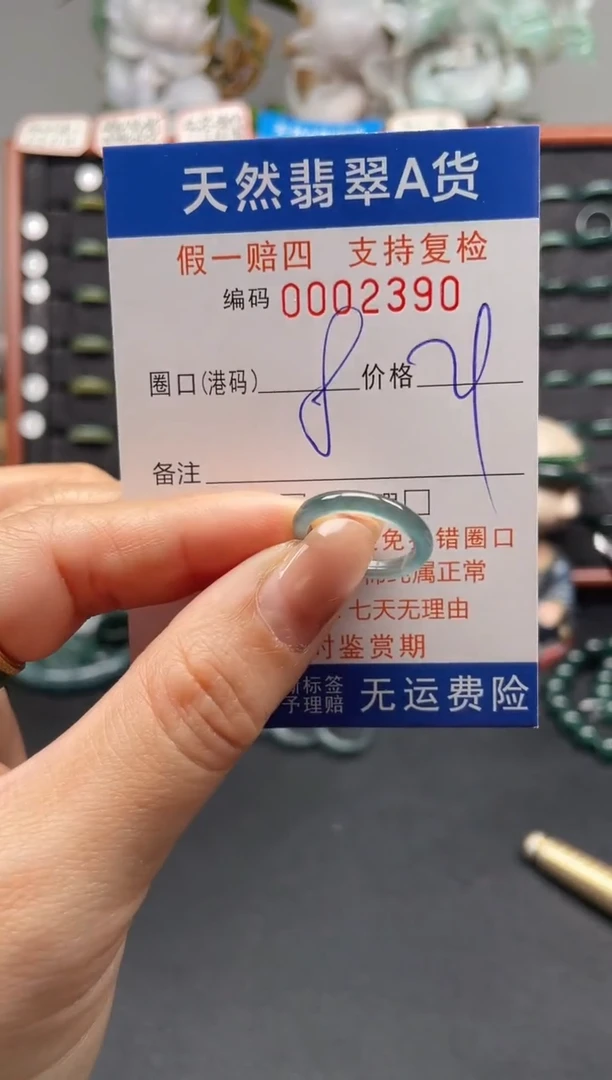 天然翡翠A货
假一赔四 支持复检
编码 0002390
圈口(港码) 价格
备注
免 错圈口
属正常
七天无理由
时鉴赏期
标签
予理赔 无运费险